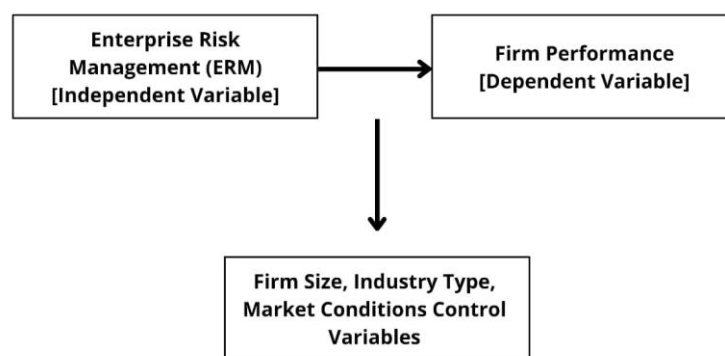 Enterprise Risk
Management (ERM)
[Independent Variable]
Firm Performance
[Dependent Variable]
Firm Size, Industry Type,
Market Conditions Control
Variables